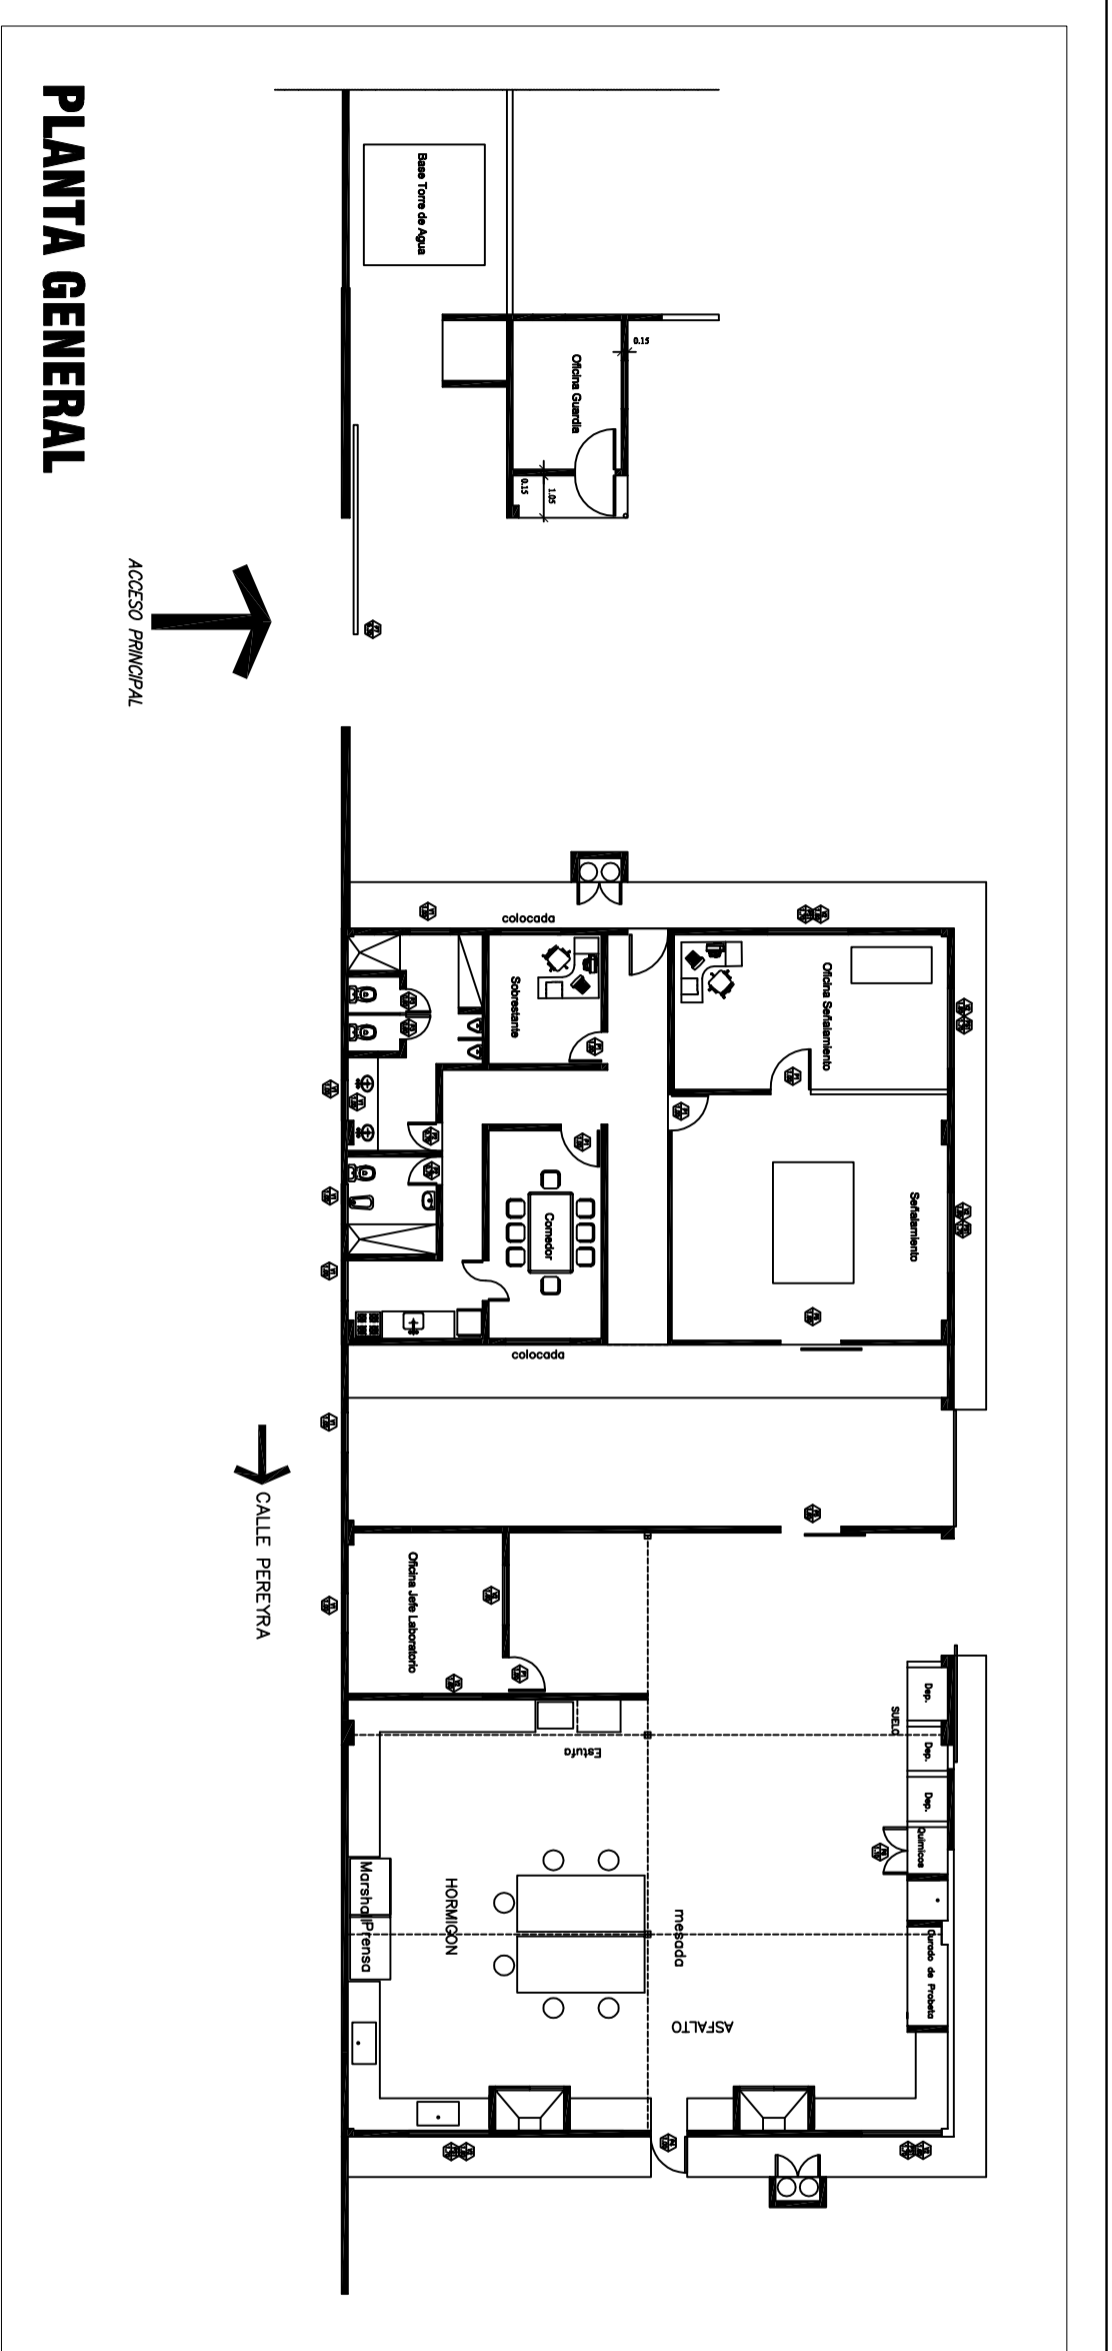 PLANTA GENERAL
ACCESO PRINCIPAL
CALLE PEREYRA
Base Torre de Agua
Oficina Guardia
0.15
1.05
0.15
colocada
Sobrestante
Oficina Señalamiento
Señalamiento
Comedor
colocada
Oficina Jefe Laboratorio
Estufa
SUELO
Dep.
Dep.
Dep.
Quimicos
Curado de Probeta
mesada
ASFALTO
HORMIGON
Marshall
Prensa